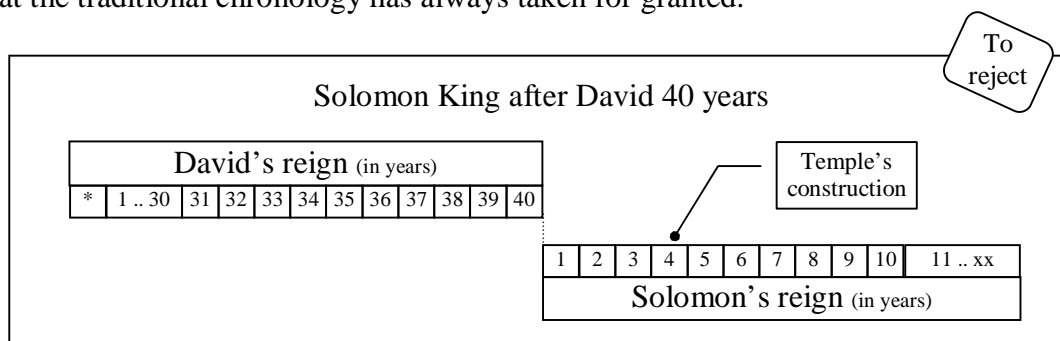 at the traditional chronology has always taken for granted.
To
reject
Solomon King after David 40 years
David's reign (in years)
* 1 .. 30 31 32 33 34 35 36 37 38 39 40
Temple's
construction
1 2 3 4 5 6 7 8 9 10 11 .. xx
Solomon's reign (in years)